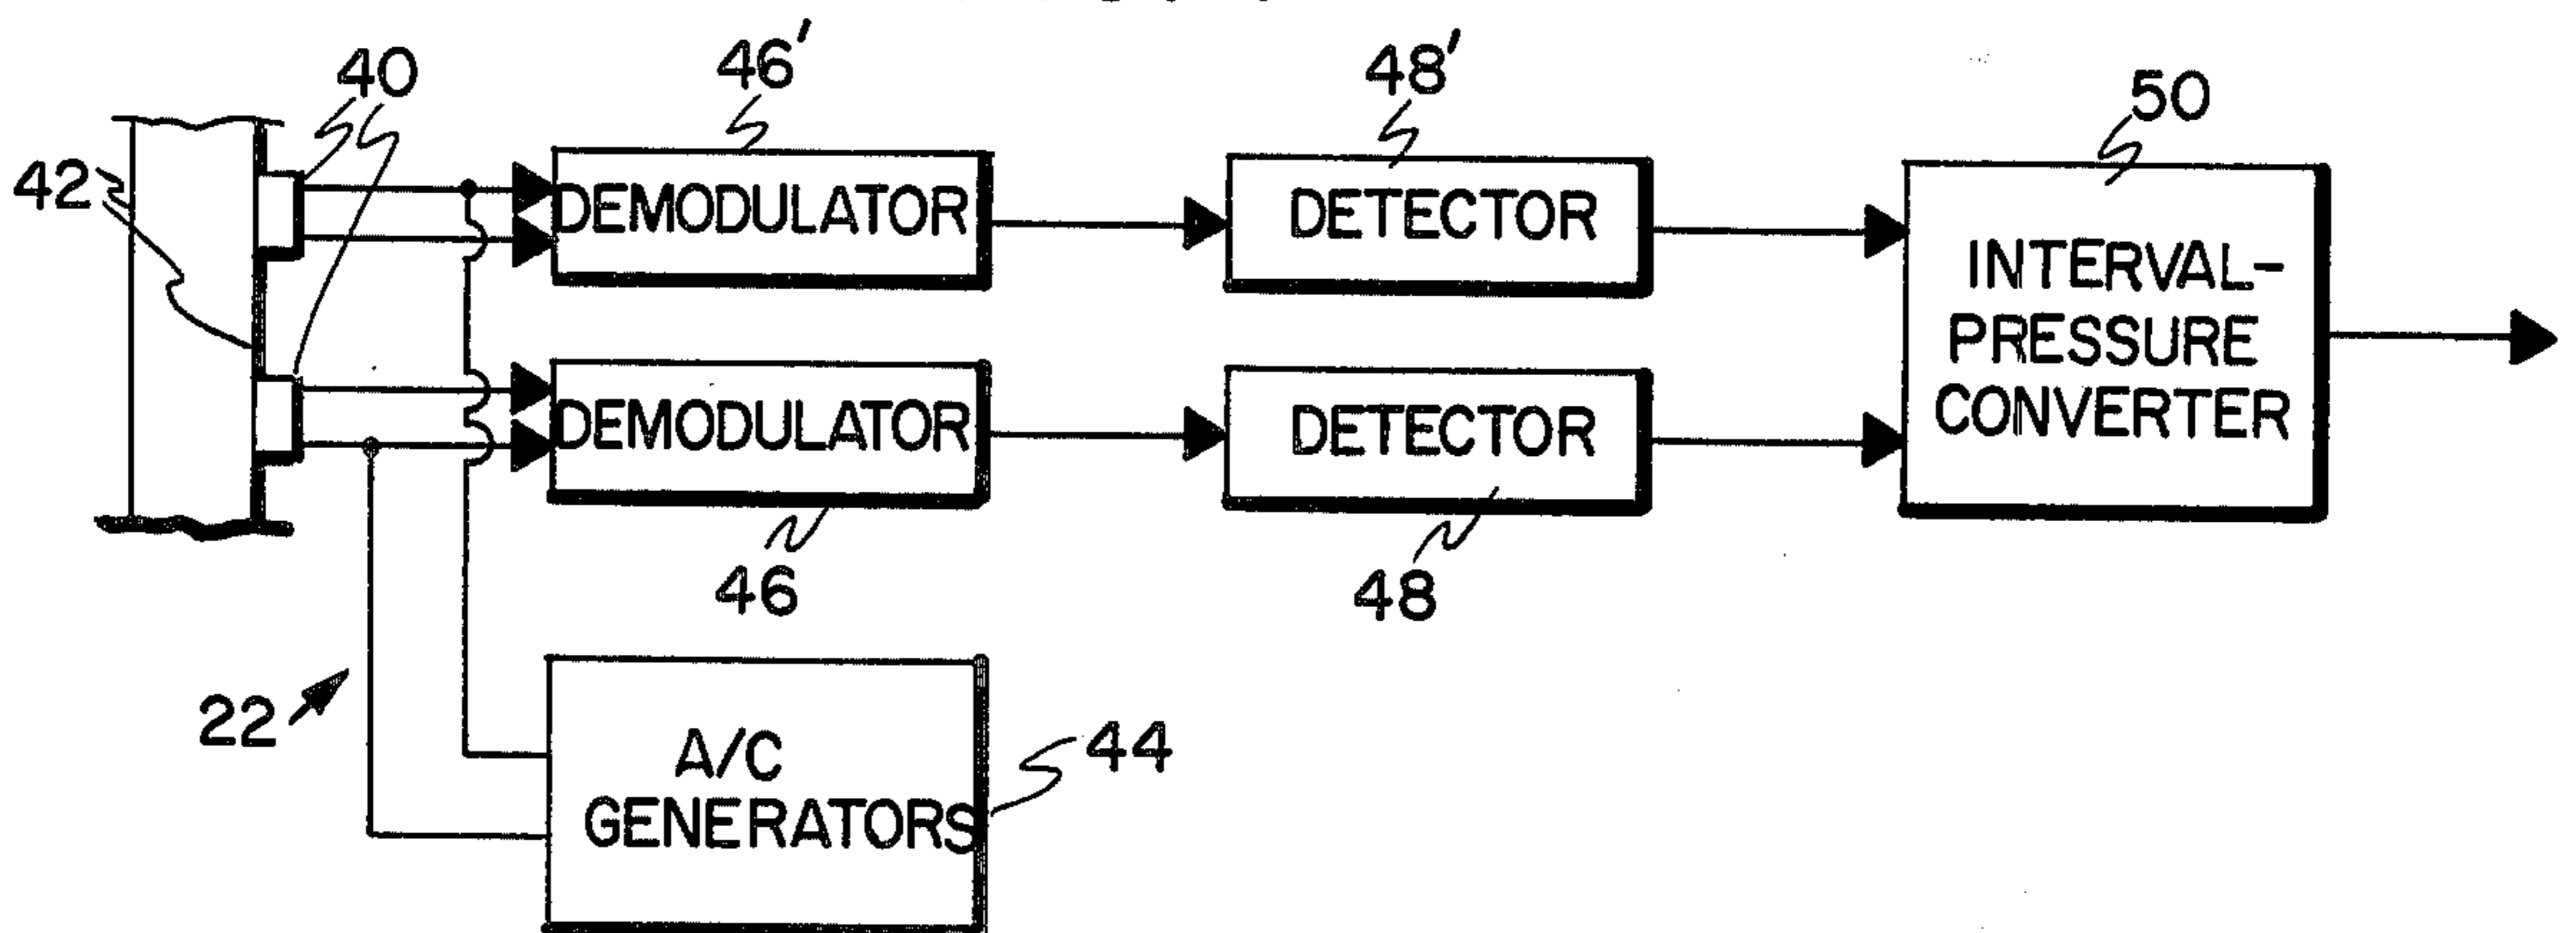 40
46'
48'
50
42
DEMODULATOR
DETECTOR
INTERVAL-
PRESSURE
CONVERTER
DEMODULATOR
DETECTOR
46
48
22
A/C
GENERATORS
44